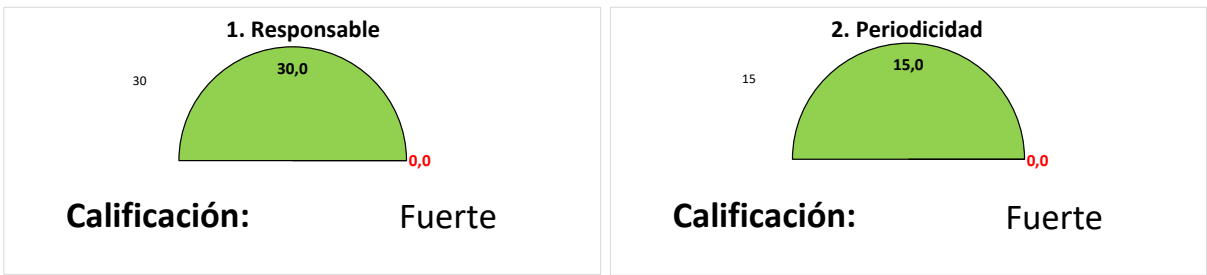 1. Responsable
30,0
30
0,0
Calificación: Fuerte
2. Periodicidad
15,0
15
0,0
Calificación: Fuerte